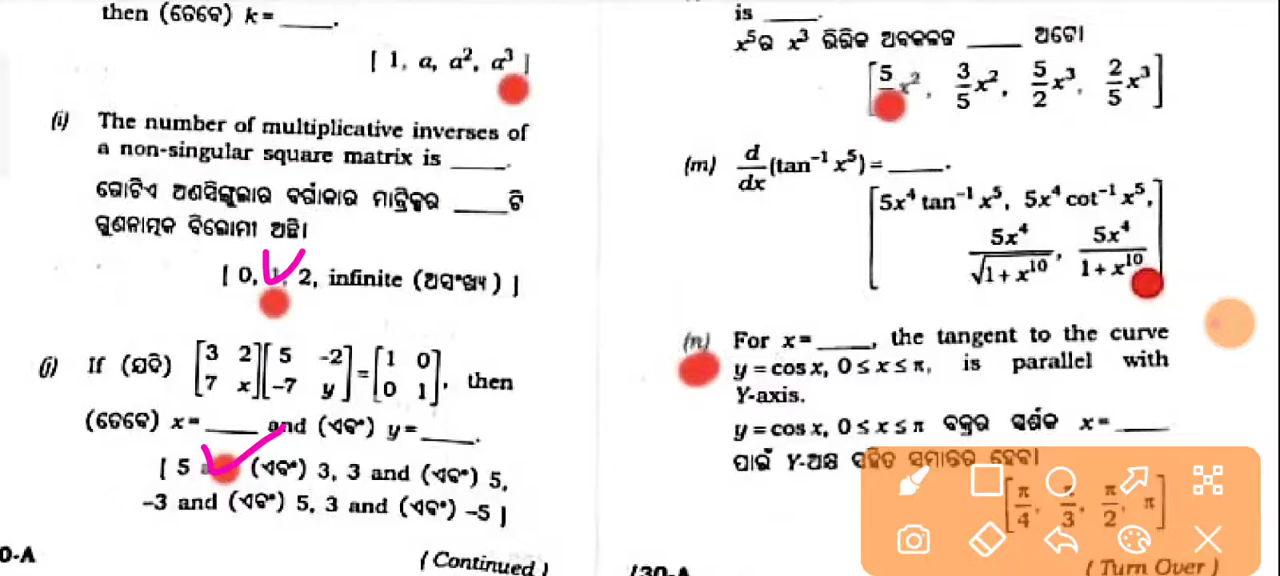 then (ତେବେ) k = ____.
[ 1, a, a², a³ ]
(i) The number of multiplicative inverses of
a non-singular square matrix is ____.
ଗୋଟିଏ ଅଣସିଙ୍ଗୁଲାର ବର୍ଗାକାର ମାଟ୍ରିକ୍ସର ____ଟି
ଗୁଣନାତ୍ମକ ବିଲୋମୀ ଅଛି।
[ 0, 1, 2, infinite (ଅସଂଖ୍ୟ) ]
(j) If (ଯଦି) [3 2; 7 x][5 -2; -7 y] = [1 0; 0 1], then
(ତେବେ) x = ____ and (ଏବଂ) y = ____.
[ 5 (ଏବଂ) 3, 3 and (ଏବଂ) 5,
-3 and (ଏବଂ) 5, 3 and (ଏବଂ) -5 ]
0-A
( Continued )
is ____.
x⁵ର x³ ଭିତ୍ତିକ ଅବକଳଜ ____ ଅଟେ।
[5/ x², 3/5 x², 5/2 x³, 2/5 x³]
(m) d/dx (tan⁻¹ x⁵) = ____.
[5x⁴ tan⁻¹ x⁵, 5x⁴ cot⁻¹ x⁵,
5x⁴/√(1 + x¹⁰), 5x⁴/(1 + x¹⁰)]
(n) For x = ____, the tangent to the curve
y = cos x, 0 ≤ x ≤ π, is parallel with
Y-axis.
y = cos x, 0 ≤ x ≤ π ବକ୍ରର ସ୍ପର୍ଶକ x = ____
ପାଇଁ Y-ଅକ୍ଷ ସହିତ ସମାନ୍ତର ହେବ।
[π/4, π/3, π/2, π]
130-A
( Turn Over )